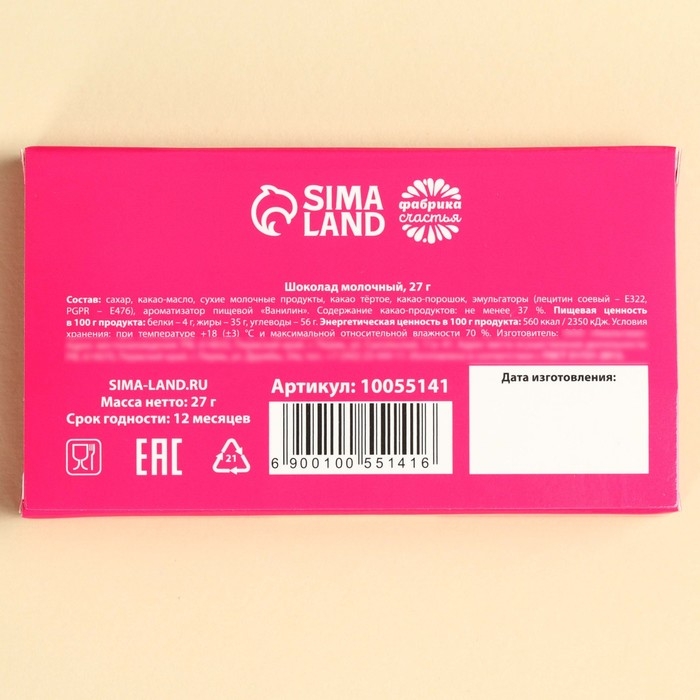 SIMA
LAND
фабрика
счастья
Шоколад молочный, 27 г
Состав: сахар, какао-масло, сухие молочные продукты, какао тёртое, какао-порошок, эмульгаторы (лецитин соевый – Е322,
PGPR – Е476), ароматизатор пищевой «Ванилин». Содержание какао-продуктов: не менее 37 %. Пищевая ценность
в 100 г продукта: белки – 4 г, жиры – 35 г, углеводы – 56 г. Энергетическая ценность в 100 г продукта: 560 ккал / 2350 кДж. Условия
хранения: при температуре +18 (±3) °С и максимальной относительной влажности 70 %. Изготовитель:
SIMA-LAND.RU
Масса нетто: 27 г
Срок годности: 12 месяцев
EAC
21
Артикул: 10055141
6 900100 551416
Дата изготовления: